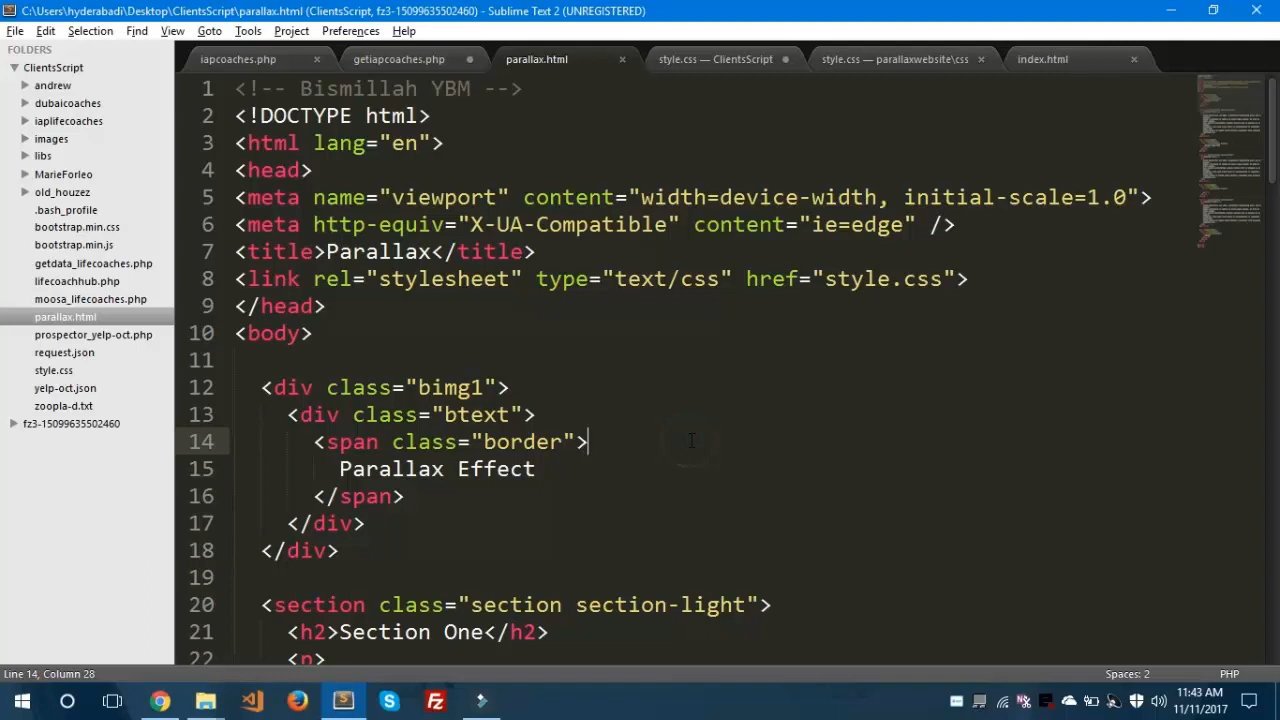 C:\Users\hyderabadi\Desktop\ClientsScript\parallax.html (ClientsScript, fz3-15099635502460) - Sublime Text 2 (UNREGISTERED)
File Edit Selection Find View Goto Tools Project Preferences Help
FOLDERS
ClientsScript
andrew
dubaicoaches
iaplifecoaches
images
libs
MarieForleo
old_houzez
.bash_profile
bootstrap.min.css
bootstrap.min.js
getdata_lifecoaches.php
lifecoachhub.php
moosa_lifecoaches.php
parallax.html
prospector_yelp-oct.php
request.json
style.css
yelp-oct.json
zoopla-d.txt
fz3-15099635502460
iapcoaches.php × getiapcoaches.php parallax.html × style.css — ClientsScript style.css — parallaxwebsite\css × index.html ×
1 <!-- Bismillah YBM -->
2 <!DOCTYPE html>
3 <html lang="en">
4 <head>
5 <meta name="viewport" content="width=device-width, initial-scale=1.0">
6 <meta http-equiv="X-UA-Compatible" content="ie=edge" />
7 <title>Parallax</title>
8 <link rel="stylesheet" type="text/css" href="style.css">
9 </head>
10 <body>
11
12 <div class="bimg1">
13 <div class="btext">
14 <span class="border">
15 Parallax Effect
16 </span>
17 </div>
18 </div>
19
20 <section class="section section-light">
21 <h2>Section One</h2>
22 <p>
Line 14, Column 28 Spaces: 2 PHP
11:43 AM
11/11/2017